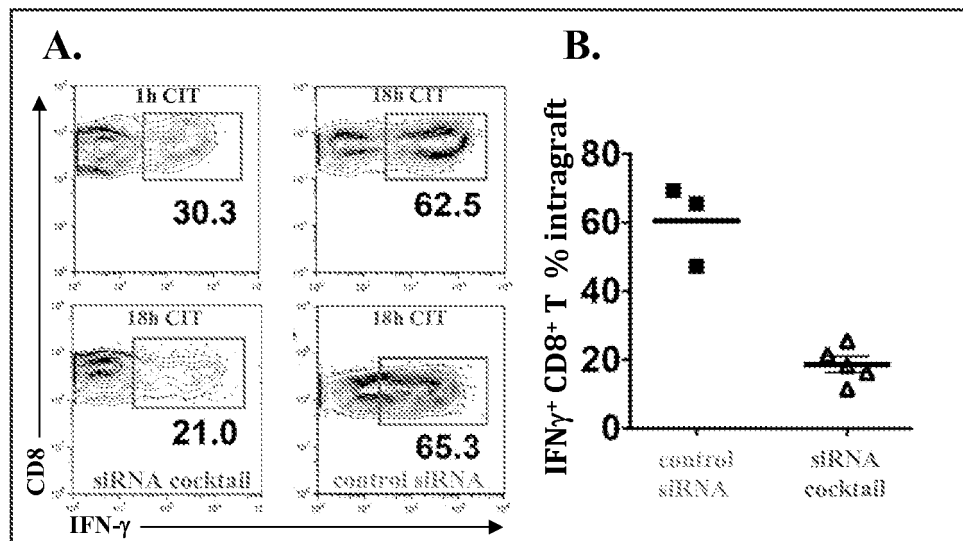 A.
B.
1h CIT
18h CIT
30.3
62.5
18h CIT
18h CIT
21.0
65.3
siRNA cocktail
control siRNA
CD8
IFN-γ
IFNγ⁺ CD8⁺ T % intragraft
80
60
40
20
0
control
siRNA
siRNA
cocktail